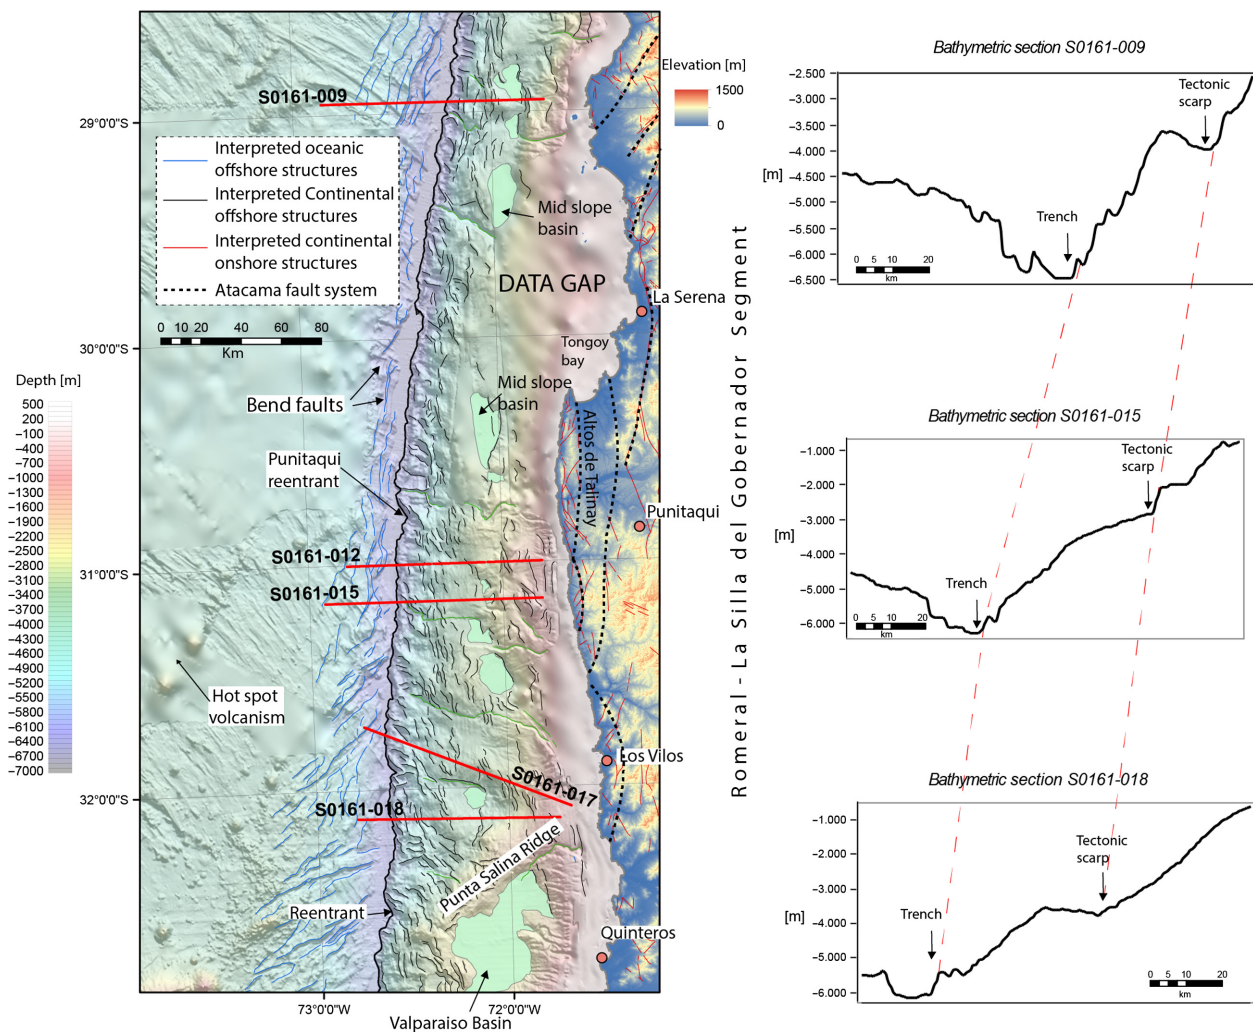 S0161-009
29°0'0"S
Interpreted oceanic
offshore structures
Interpreted Continental
offshore structures
Interpreted continental
onshore structures
Atacama fault system
0 10 20 40 60 80
Km
30°0'0"S
Depth [m]
500
200
-100
-400
-700
-1000
-1300
-1600
-1900
-2200
-2500
-2800
-3100
-3400
-3700
-4000
-4300
-4600
-4900
-5200
-5500
-5800
-6100
-6400
-6700
-7000
Bend faults
Punitaqui
reentrant
S0161-012
31°0'0"S
S0161-015
Hot spot
volcanism
32°0'0"S
S0161-018
S0161-017
Punta Salina Ridge
Reentrant
73°0'0"W
72°0'0"W
Valparaiso Basin
Elevation [m]
1500
0
Mid slope
basin
DATA GAP
La Serena
Tongoy
bay
Mid slope
basin
Altos de Talinay
Punitaqui
Los Vilos
Quinteros
Romeral - La Silla del Gobernador Segment
Bathymetric section S0161-009
-2.500
-3.000
-3.500
-4.000
-4.500
-5.000
-5.500
-6.000
-6.500
[m]
Tectonic
scarp
Trench
0 5 10 20
km
Bathymetric section S0161-015
-1.000
-2.000
-3.000
-4.000
-5.000
-6.000
[m]
Tectonic
scarp
Trench
0 5 10 20
km
Bathymetric section S0161-018
-1.000
-2.000
-3.000
-4.000
-5.000
-6.000
[m]
Tectonic
scarp
Trench
0 5 10 20
km